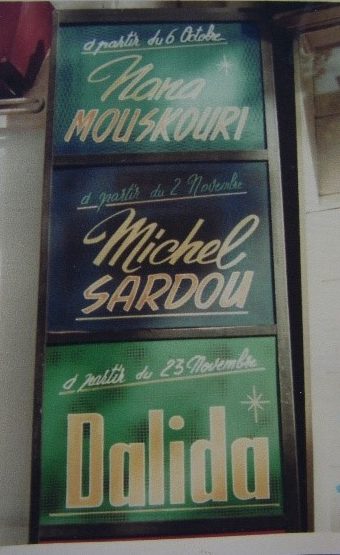 à partir du 6 Octobre
Nana
MOUSKOURI
à partir du 2 Novembre
Michel
SARDOU
à partir du 23 Novembre
Dalida